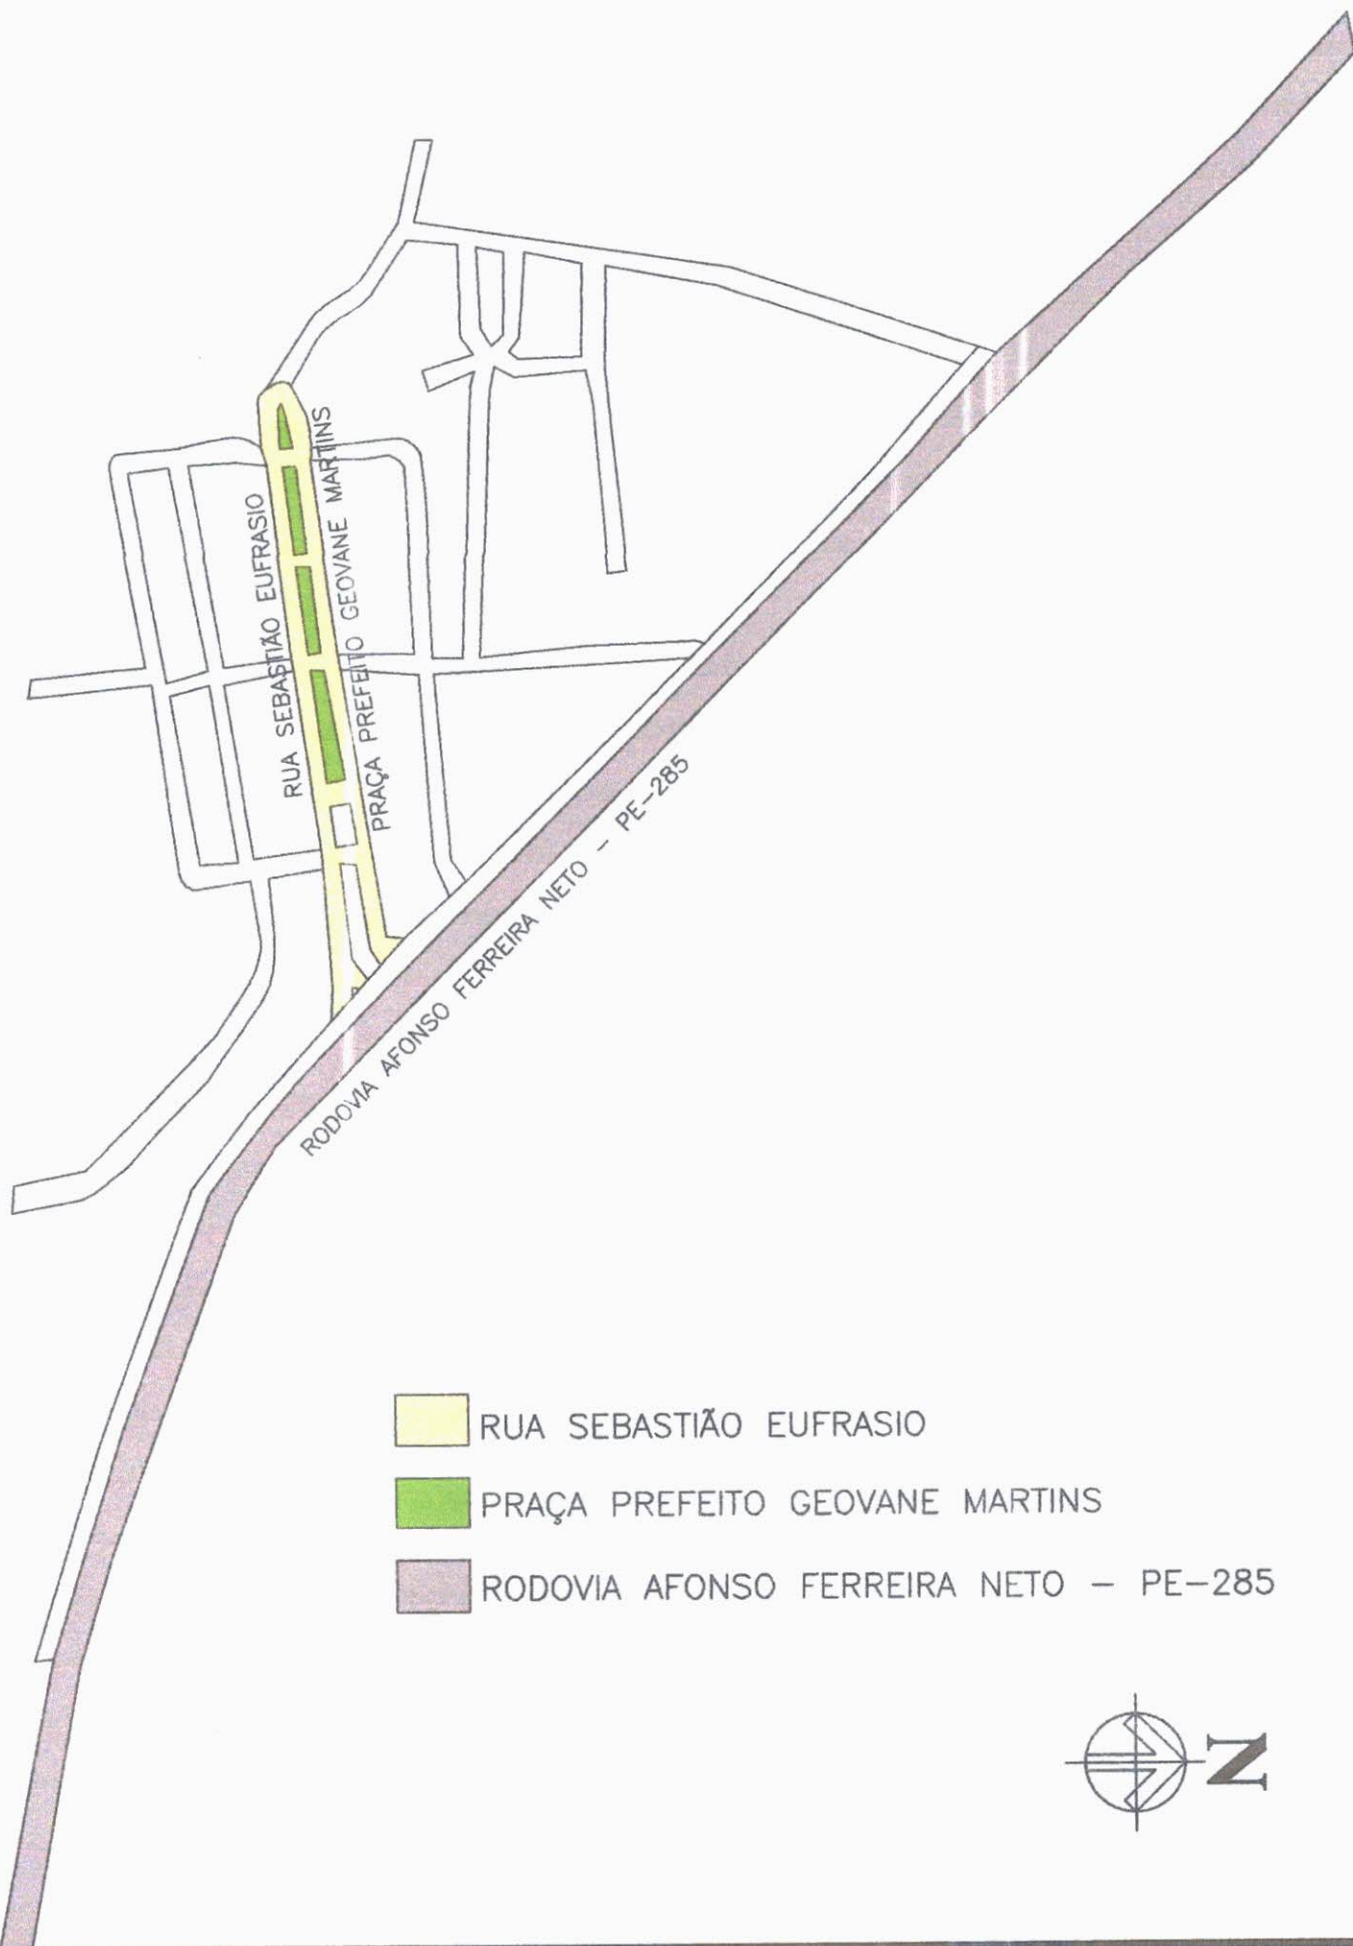 RUA SEBASTIÃO EUFRASIO
PRAÇA PREFEITO GEOVANE MARTINS
RODOVIA AFONSO FERREIRA NETO - PE-285
RUA SEBASTIÃO EUFRASIO
PRAÇA PREFEITO GEOVANE MARTINS
RODOVIA AFONSO FERREIRA NETO - PE-285
N